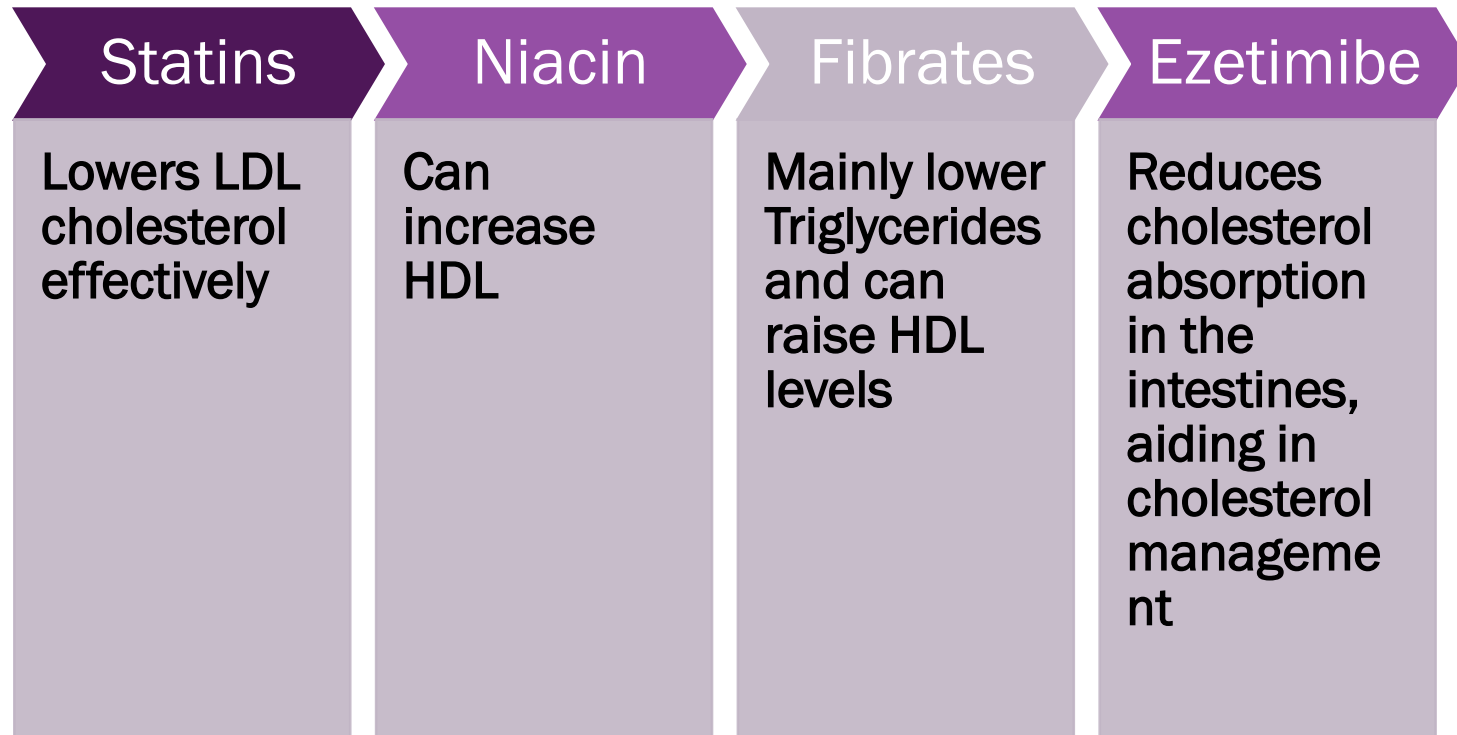 Statins
Lowers LDL
cholesterol
effectively
Niacin
Can
increase
HDL
Fibrates
Mainly lower
Triglycerides
and can
raise HDL
levels
Ezetimibe
Reduces
cholesterol
absorption
in the
intestines,
aiding in
cholesterol
manageme
nt